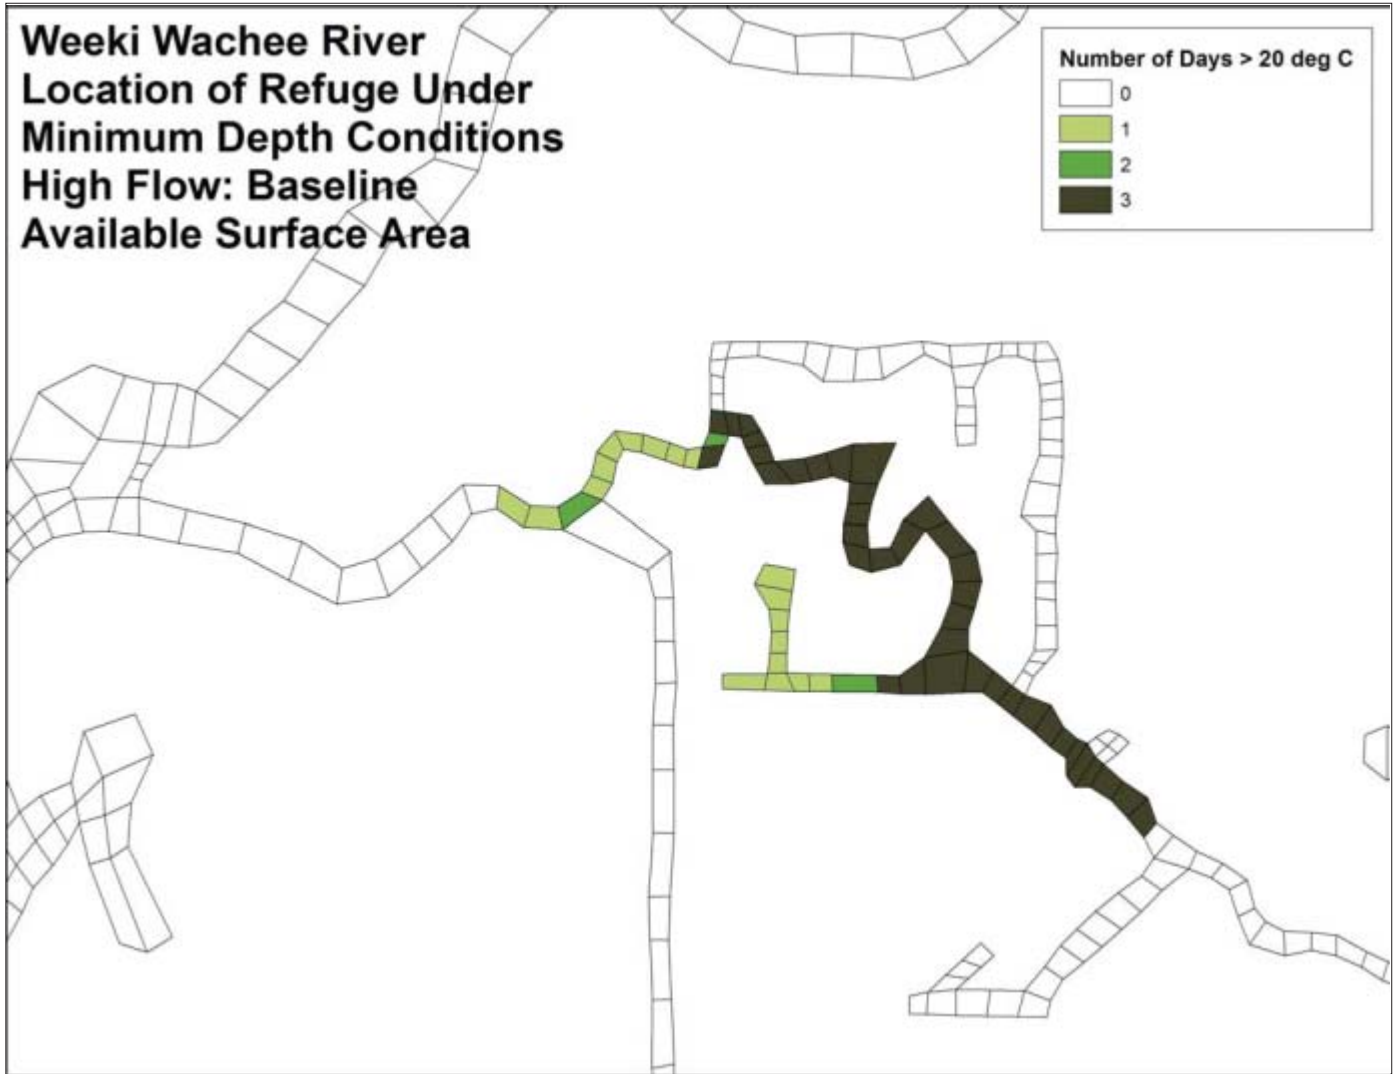 Weeki Wachee River
Location of Refuge Under
Minimum Depth Conditions
High Flow: Baseline
Available Surface Area
Number of Days > 20 deg C
0
1
2
3